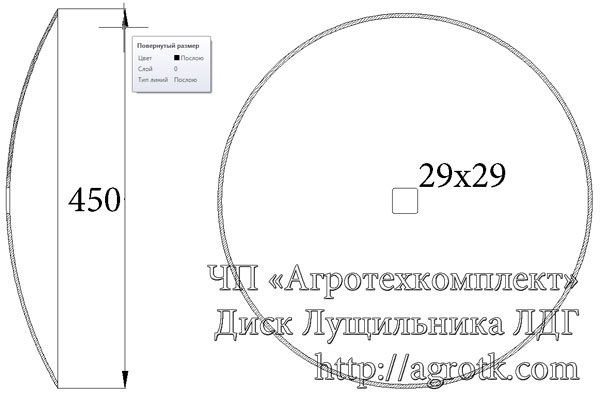 Повернутый размер
Цвет Послою
Слой 0
Тип линий Послою
450
29x29
ЧП «Агротехкомплект»
Диск Лущильника ЛДГ
http://agrotk.com